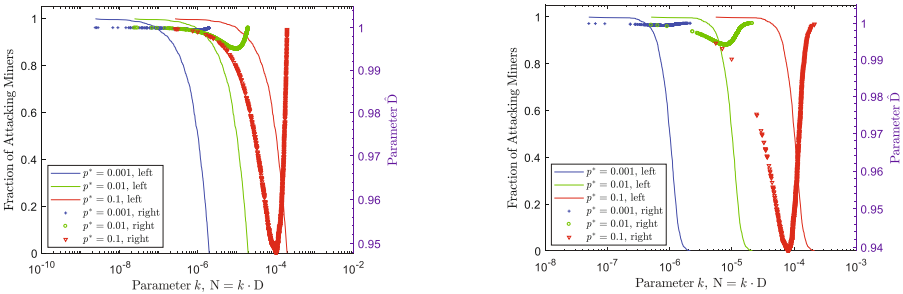 Fraction of Attacking Miners
1
0.8
0.6
0.4
0.2
0
p* = 0.001, left
p* = 0.01, left
p* = 0.1, left
p* = 0.001, right
p* = 0.01, right
p* = 0.1, right
1
0.99
0.98
0.97
0.96
0.95
Parameter D̂
10^-10
10^-8
10^-6
10^-4
10^-2
Parameter k, N = k · D
Fraction of Attacking Miners
1
0.8
0.6
0.4
0.2
0
p* = 0.001, left
p* = 0.01, left
p* = 0.1, left
p* = 0.001, right
p* = 0.01, right
p* = 0.1, right
1
0.99
0.98
0.97
0.96
0.95
0.94
Parameter D̂
10^-8
10^-7
10^-6
10^-5
10^-4
10^-3
Parameter k, N = k · D